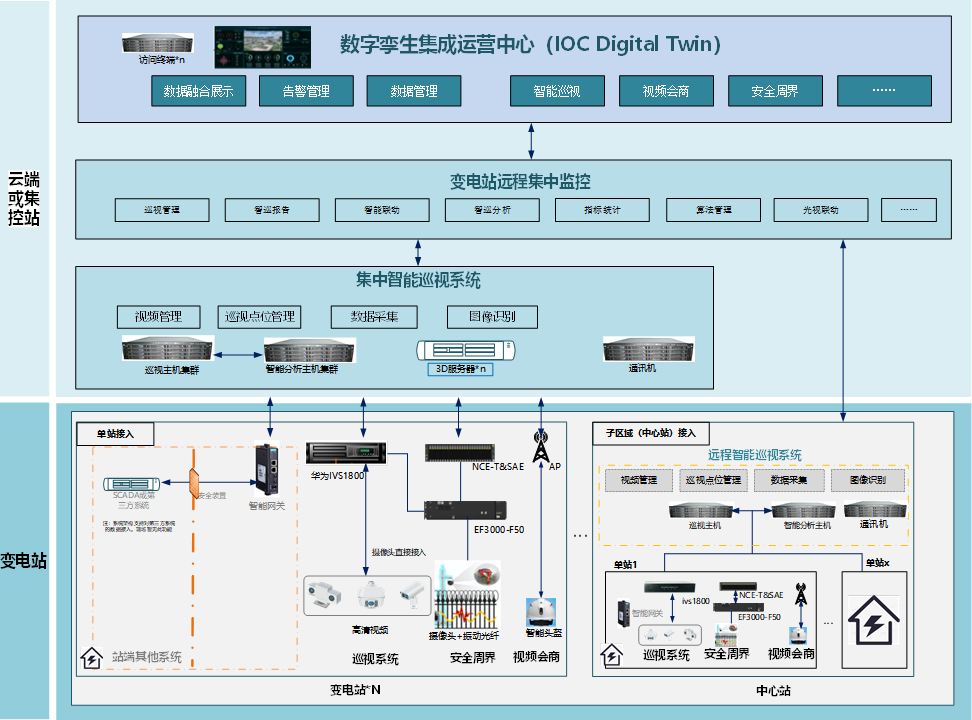 数字孪生集成运营中心（IOC Digital Twin）
访问终端*n
数据融合展示
告警管理
数据管理
智能巡视
视频会商
安全周界
……
云端
或集
控站
变电站远程集中监控
巡视管理
智巡报告
智能联动
智巡分析
指标统计
算法管理
光视联动
……
集中智能巡视系统
视频管理
巡视点位管理
数据采集
图像识别
巡视主机集群
智能分析主机集群
3D服务器*n
通讯机
变电站
单站接入
SCADA或第
三方系统
安全装置
智能网关
华为IVS1800
NCE-T&SAE
AP
EF3000-F50
摄像头直接接入
高清视频
摄像头+振动光纤
智能头盔
站端其他系统
巡视系统
安全周界
视频会商
变电站*N
…
子区域（中心站）接入
远程智能巡视系统
视频管理
巡视点位管理
数据采集
图像识别
巡视主机
智能分析主机
通讯机
单站1
单站x
智能网关
ivs1800
NCE-T&SAE
EF3000-F50
巡视系统
安全周界
视频会商
…
中心站